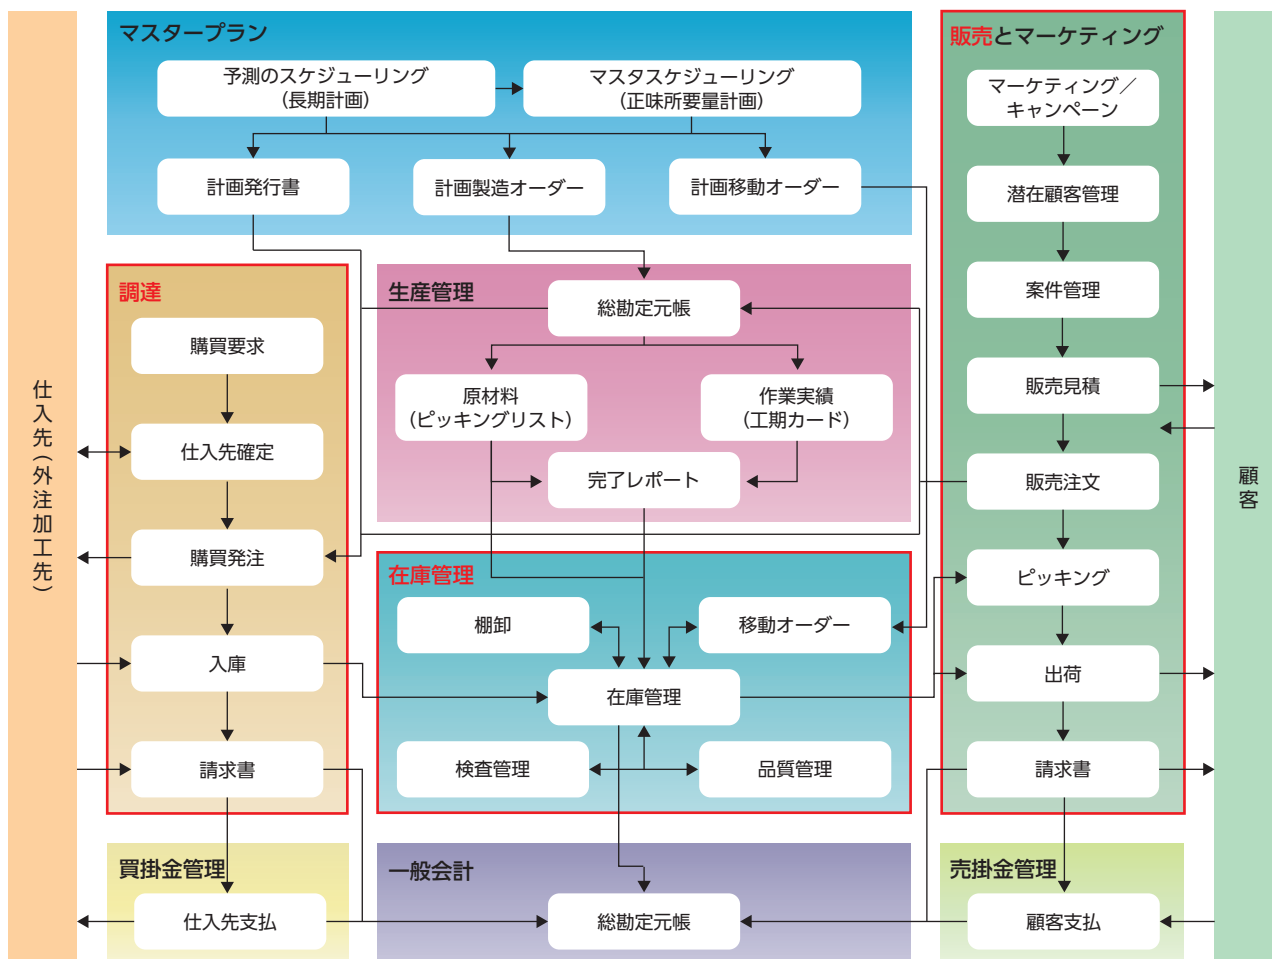 マスタープラン
予測のスケジューリング
(長期計画)
マスタスケジューリング
(正味所要量計画)
計画発行書
計画製造オーダー
計画移動オーダー
販売とマーケティング
マーケティング／
キャンペーン
潜在顧客管理
案件管理
販売見積
販売注文
ピッキング
出荷
請求書
調達
購買要求
仕入先確定
購買発注
入庫
請求書
生産管理
総勘定元帳
原材料
(ピッキングリスト)
作業実績
(工期カード)
完了レポート
在庫管理
棚卸
移動オーダー
在庫管理
検査管理
品質管理
買掛金管理
仕入先支払
一般会計
総勘定元帳
売掛金管理
顧客支払
仕入先(外注加工先)
顧客